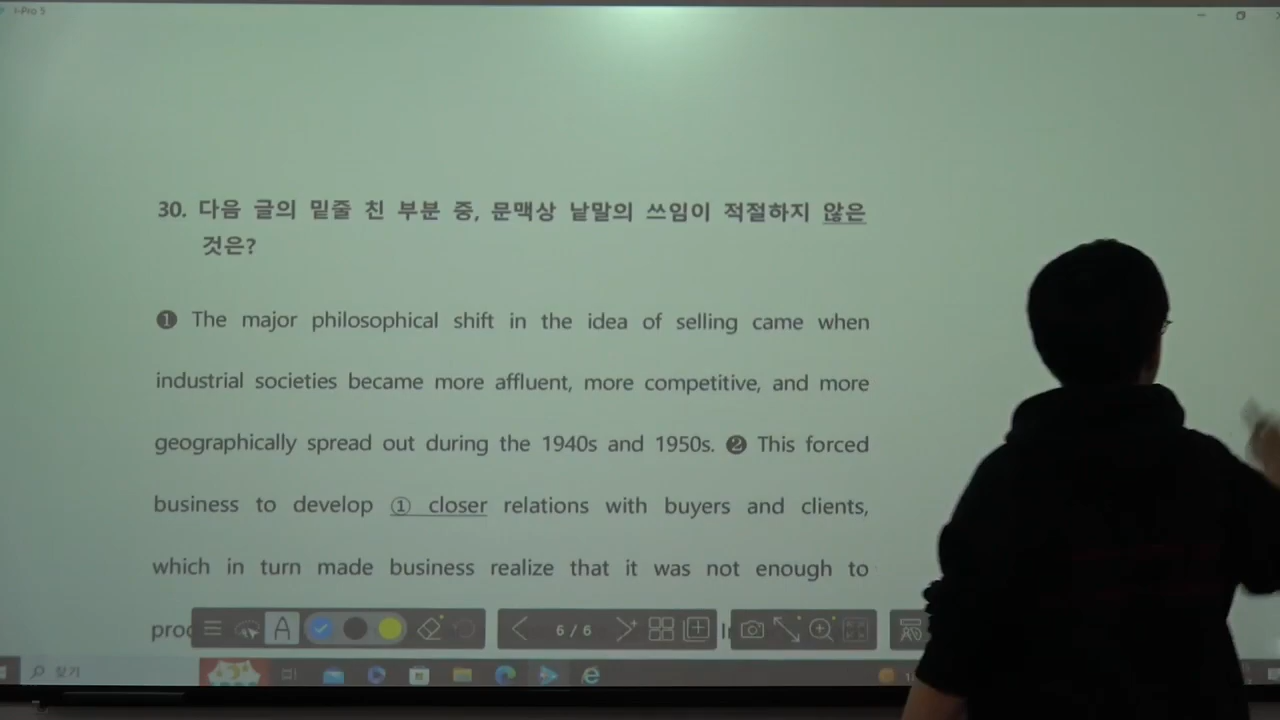 I-Pro 5
30. 다음 글의 밑줄 친 부분 중, 문맥상 낱말의 쓰임이 적절하지 않은
것은?
❶ The major philosophical shift in the idea of selling came when
industrial societies became more affluent, more competitive, and more
geographically spread out during the 1940s and 1950s. ❷ This forced
business to develop ① closer relations with buyers and clients,
which in turn made business realize that it was not enough to
6 / 6
찾기